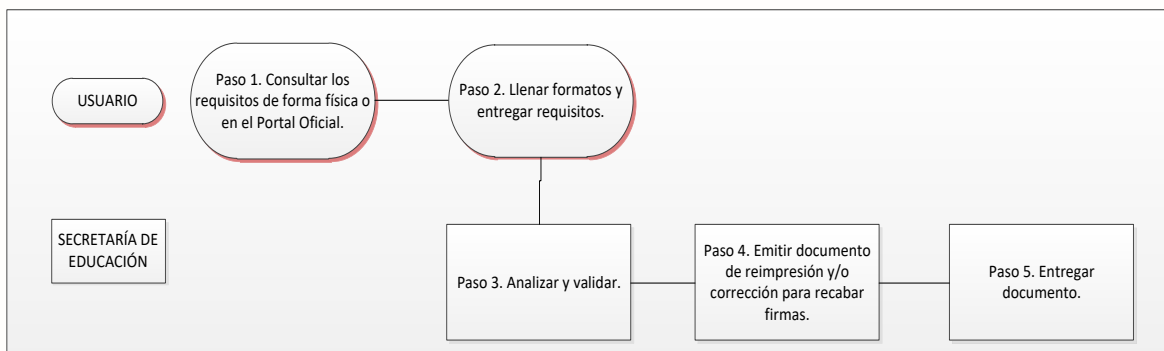 USUARIO
Paso 1. Consultar los
requisitos de forma física o
en el Portal Oficial.
Paso 2. Llenar formatos y
entregar requisitos.
SECRETARÍA DE
EDUCACIÓN
Paso 3. Analizar y validar.
Paso 4. Emitir documento
de reimpresión y/o
corrección para recabar
firmas.
Paso 5. Entregar
documento.